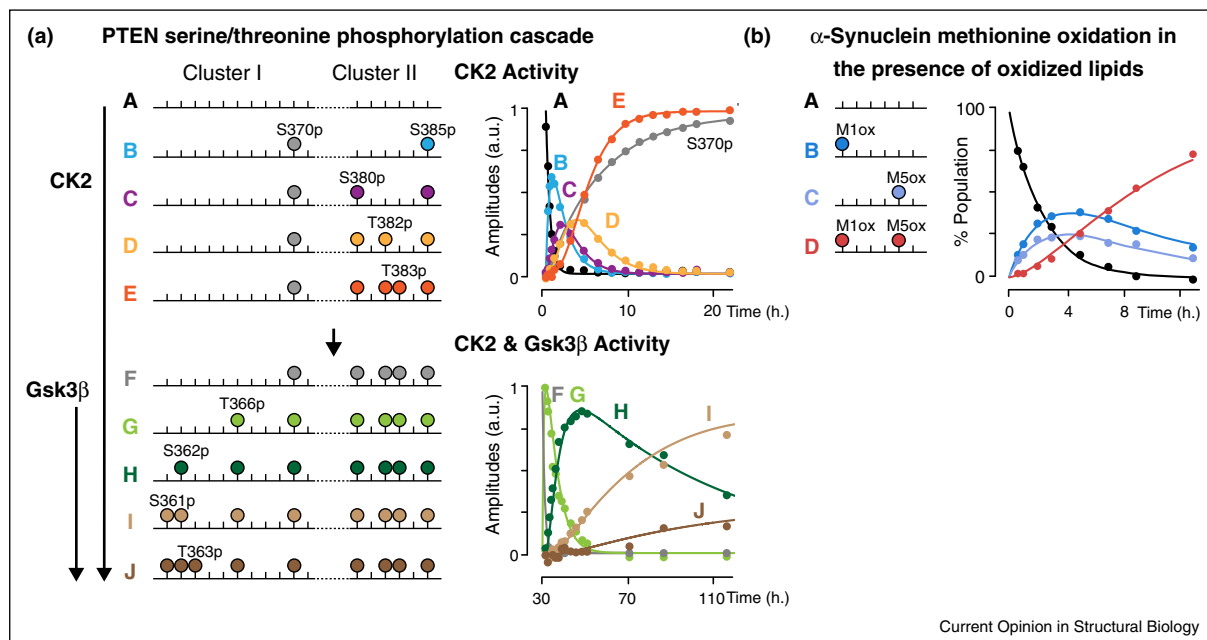 (a) PTEN serine/threonine phosphorylation cascade
Cluster I Cluster II
CK2
Gsk3β
A
B S370p S385p
C S380p
D T382p
E T383p
F
G T366p
H S362p
I S361p
J T363p
CK2 Activity
Amplitudes (a.u.)
1
0
A
B
C
D
E
S370p
0 10 20 Time (h.)
CK2 & Gsk3β Activity
Amplitudes (a.u.)
1
0
F G
H
I
J
30 70 110 Time (h.)
(b) α-Synuclein methionine oxidation in
the presence of oxidized lipids
A
B M1ox
C M5ox
D M1ox M5ox
% Population
100
50
0
0 4 8 Time (h.)
Current Opinion in Structural Biology